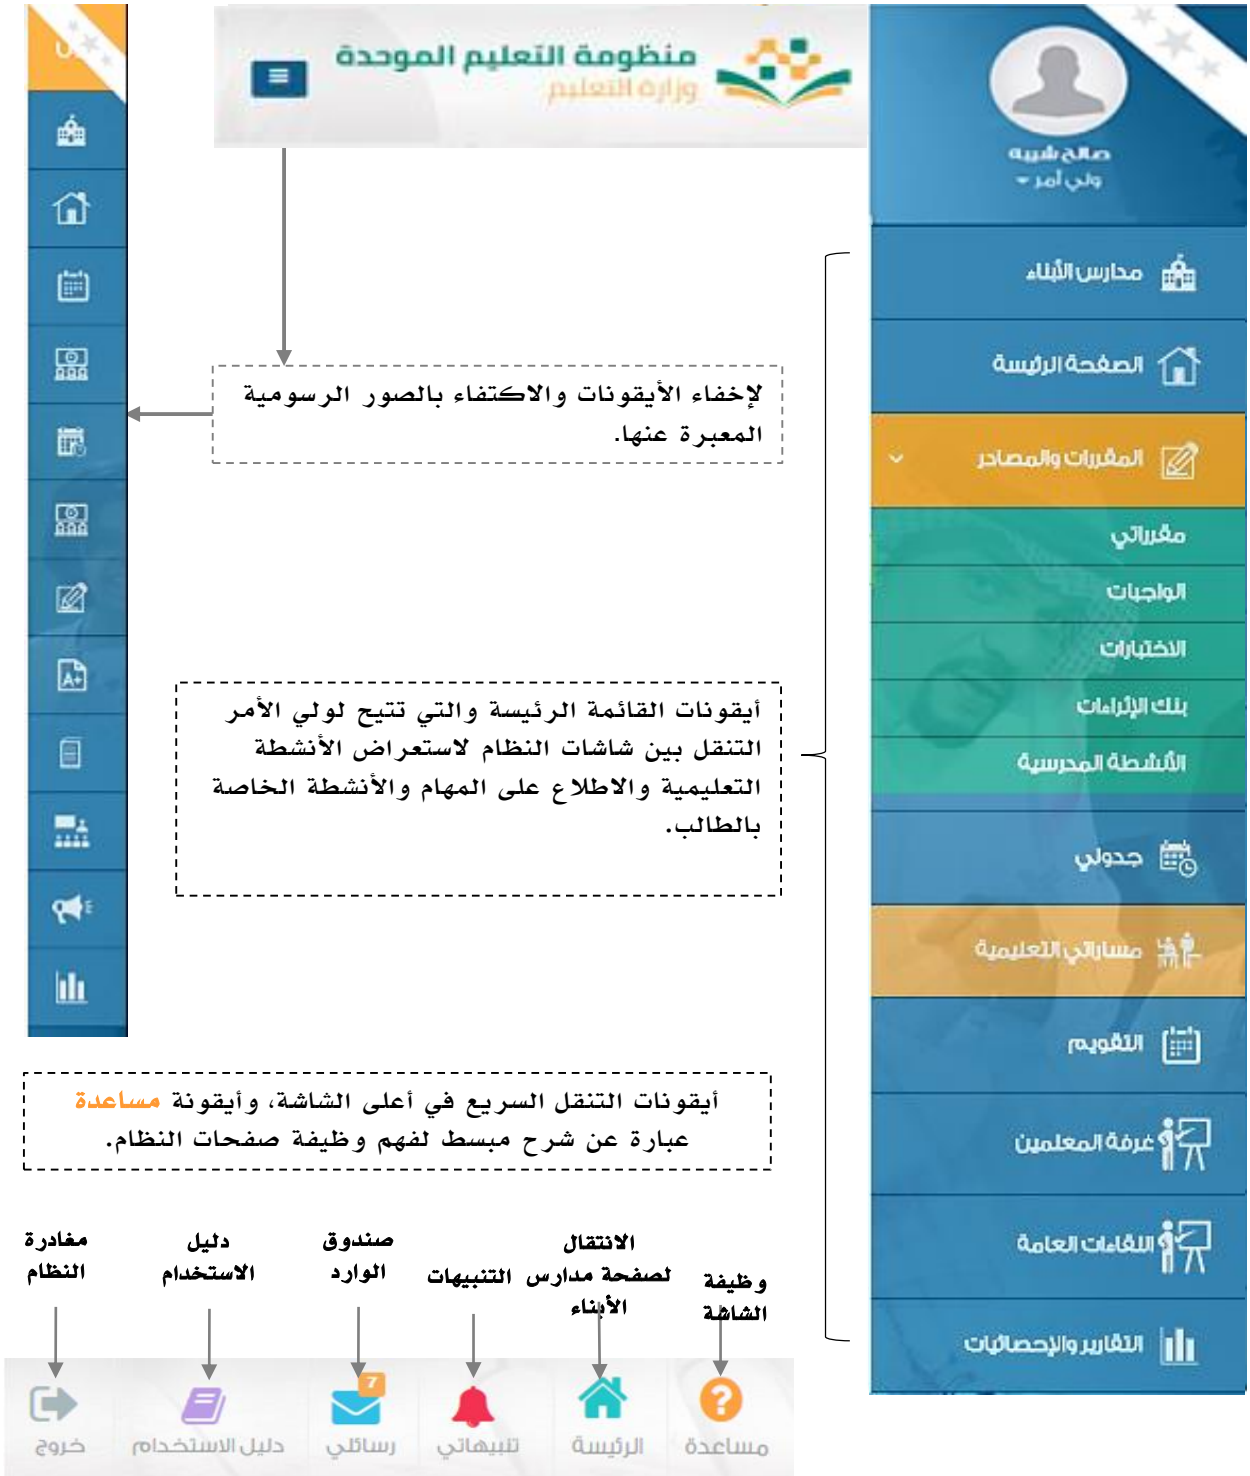 منظومة التعليم الموحدة
وزارة التعليم
صالح شيبه
ولي أمر
مدارس الأبناء
الصفحة الرئيسة
المقررات والمصادر
مقرراتي
الواجبات
الاختبارات
بنك الإثراءات
الأنشطة المدرسية
جدولي
مساراتي التعليمية
التقويم
غرفة المعلمين
اللقاءات العامة
التقارير والإحصائيات
لإخفاء الأيقونات والاكتفاء بالصور الرسومية
المعبرة عنها.
أيقونات القائمة الرئيسة والتي تتيح لولي الأمر
التنقل بين شاشات النظام لاستعراض الأنشطة
التعليمية والاطلاع على المهام والأنشطة الخاصة
بالطالب.
أيقونات التنقل السريع في أعلى الشاشة، وأيقونة مساعدة
عبارة عن شرح مبسط لفهم وظيفة صفحات النظام.
وظيفة
الشاشة
الانتقال
لصفحة مدارس
الأبناء
التنبيهات
صندوق
الوارد
دليل
الاستخدام
مغادرة
النظام
7
A+
مساعدة
الرئيسة
تنبيهاتي
رسائلي
دليل الاستخدام
خروج